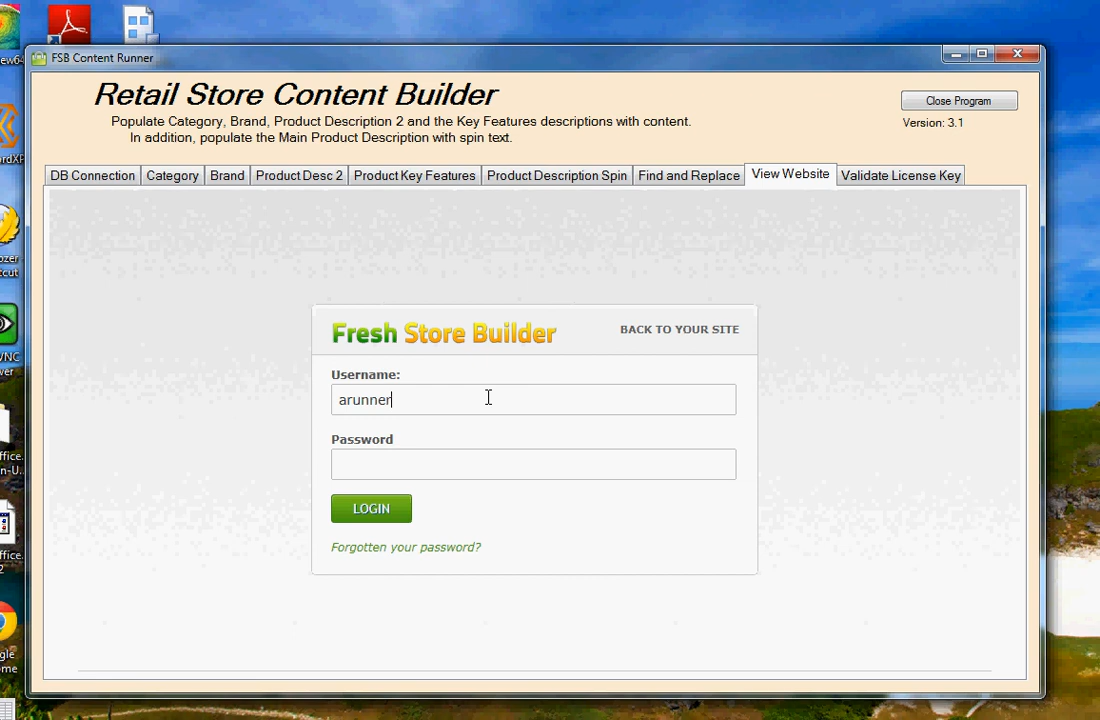 FSB Content Runner
Retail Store Content Builder
Close Program
Populate Category, Brand, Product Description 2 and the Key Features descriptions with content.
Version: 3.1
In addition, populate the Main Product Description with spin text.
DB Connection Category Brand Product Desc 2 Product Key Features Product Description Spin Find and Replace View Website Validate License Key
Fresh Store Builder
BACK TO YOUR SITE
Username:
arunner
Password
LOGIN
Forgotten your password?